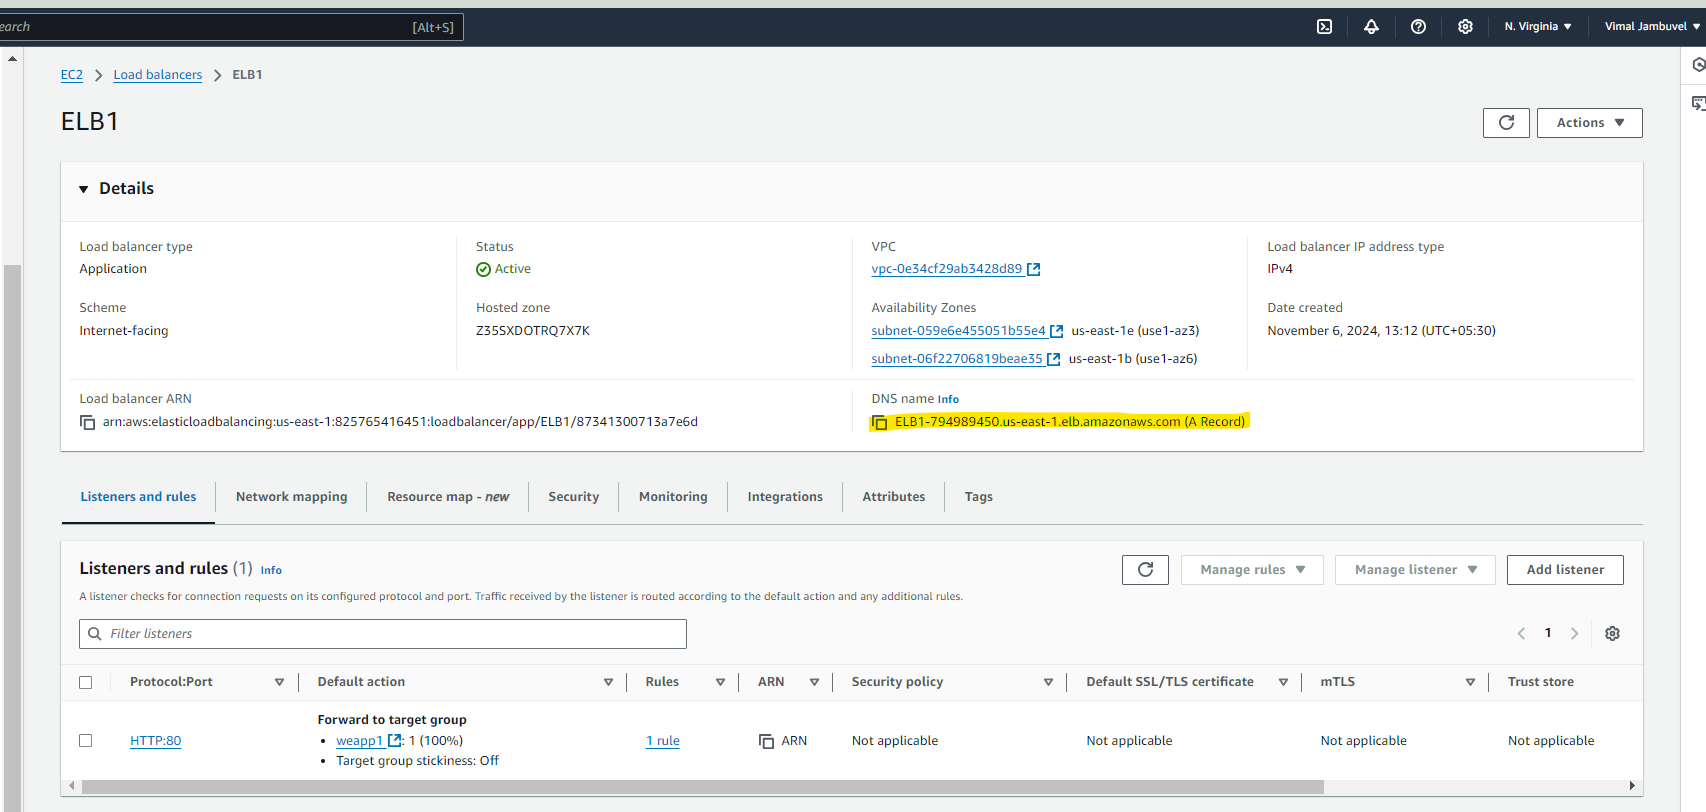 earch [Alt+S] N. Virginia Vimal Jambuvel
EC2 Load balancers ELB1
ELB1
Actions
Details
Load balancer type Status VPC Load balancer IP address type
Application Active vpc-0e34cf29ab3428d89 IPv4
Scheme Hosted zone Availability Zones Date created
Internet-facing Z35SXDOTRQ7X7K subnet-059e6e455051b55e4 us-east-1e (use1-az3) November 6, 2024, 13:12 (UTC+05:30)
subnet-06f22706819beae35 us-east-1b (use1-az6)
Load balancer ARN DNS name Info
arn:aws:elasticloadbalancing:us-east-1:825765416451:loadbalancer/app/ELB1/87341300713a7e6d ELB1-794989450.us-east-1.elb.amazonaws.com (A Record)
Listeners and rules Network mapping Resource map - new Security Monitoring Integrations Attributes Tags
Listeners and rules (1) Info Manage rules Manage listener Add listener
A listener checks for connection requests on its configured protocol and port. Traffic received by the listener is routed according to the default action and any additional rules.
Filter listeners 1
Protocol:Port Default action Rules ARN Security policy Default SSL/TLS certificate mTLS Trust store
Forward to target group
HTTP:80 • weapp1 : 1 (100%) 1 rule ARN Not applicable Not applicable Not applicable Not applicable
• Target group stickiness: Off